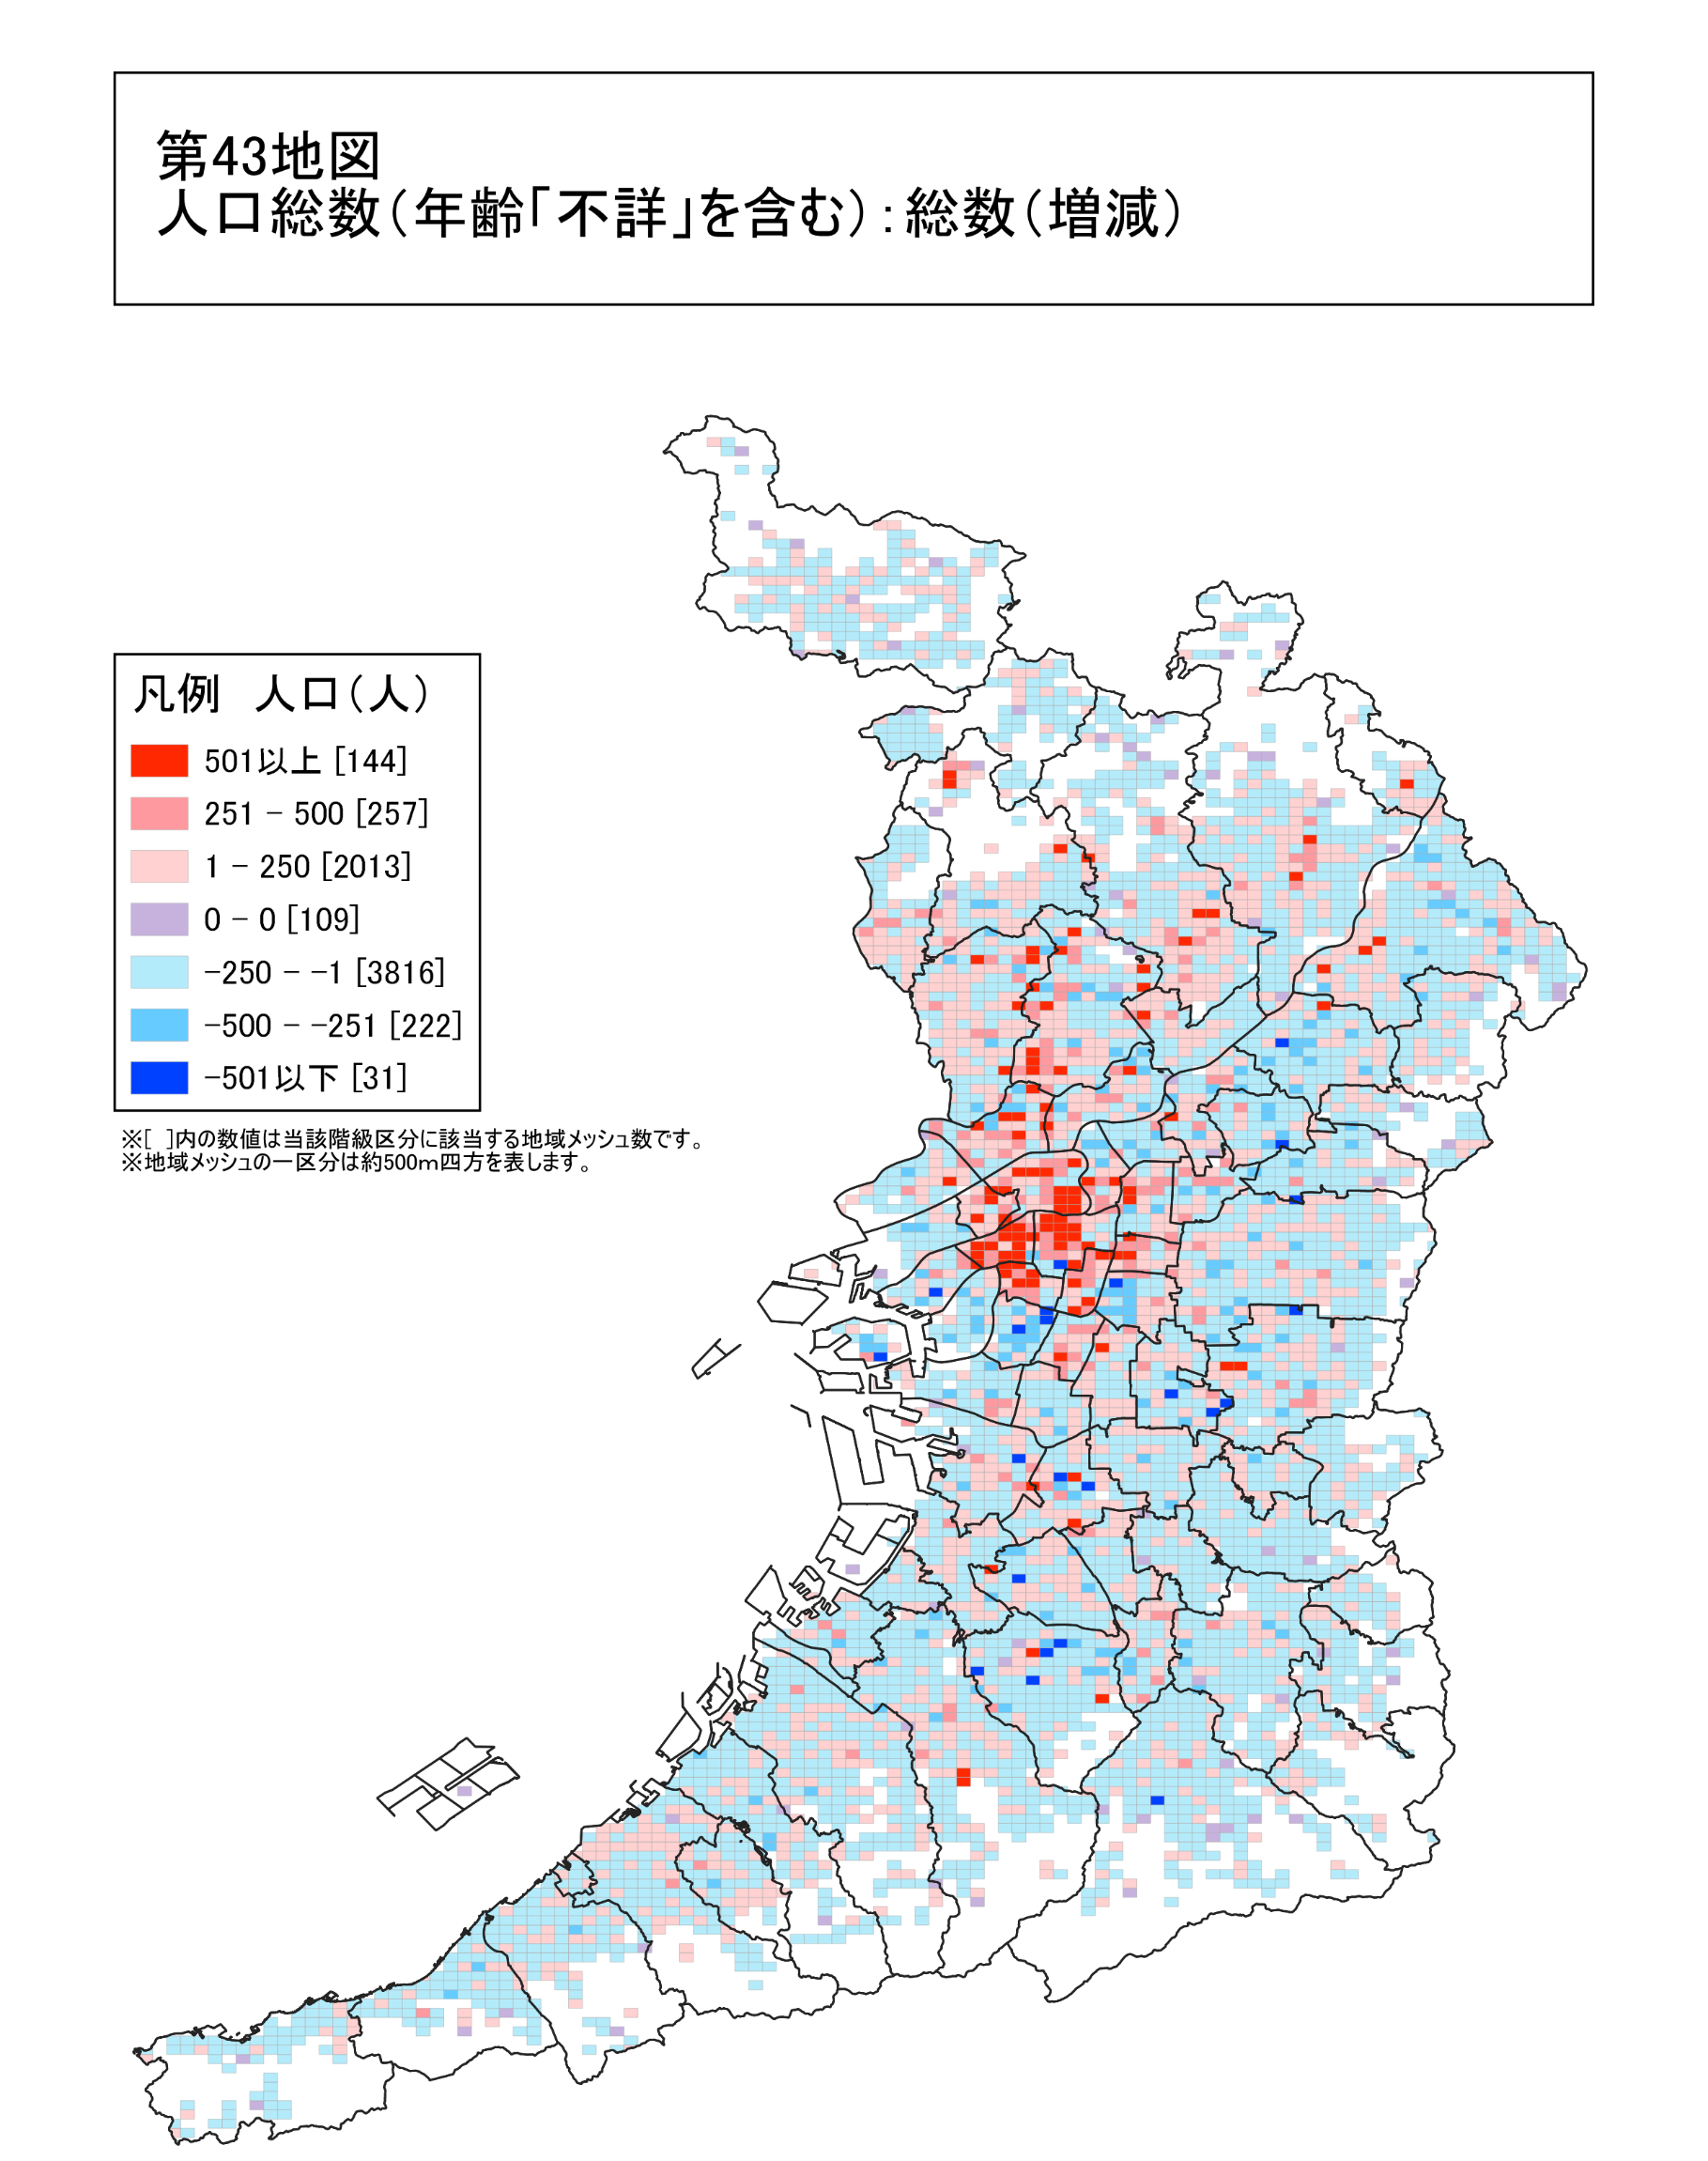 第43地図
人口総数（年齢「不詳」を含む）：総数（増減）
凡例　人口（人）
501以上 [144]
251 − 500 [257]
1 − 250 [2013]
0 − 0 [109]
−250 − −1 [3816]
−500 − −251 [222]
−501以下 [31]
※[　]内の数値は当該階級区分に該当する地域メッシュ数です。
※地域メッシュの一区分は約500ｍ四方を表します。